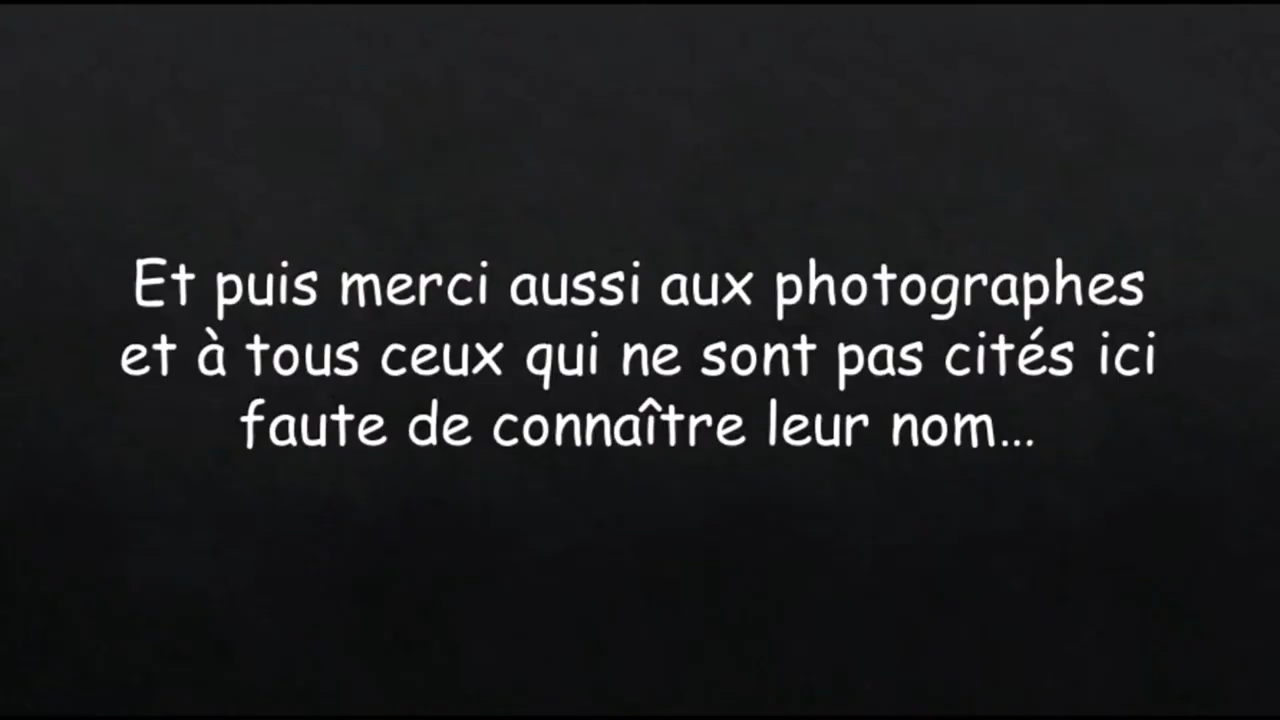 Et puis merci aussi aux photographes
et à tous ceux qui ne sont pas cités ici
faute de connaître leur nom...